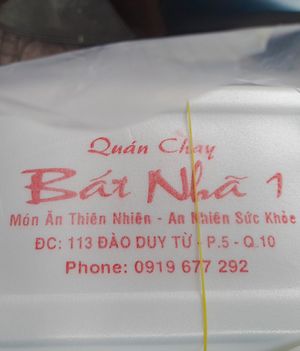 Quán Chay
Bát Nhã 1
Món Ăn Thiên Nhiên - An Nhiên Sức Khỏe
ĐC: 113 ĐÀO DUY TỪ - P.5 - Q.10
Phone: 0919 677 292